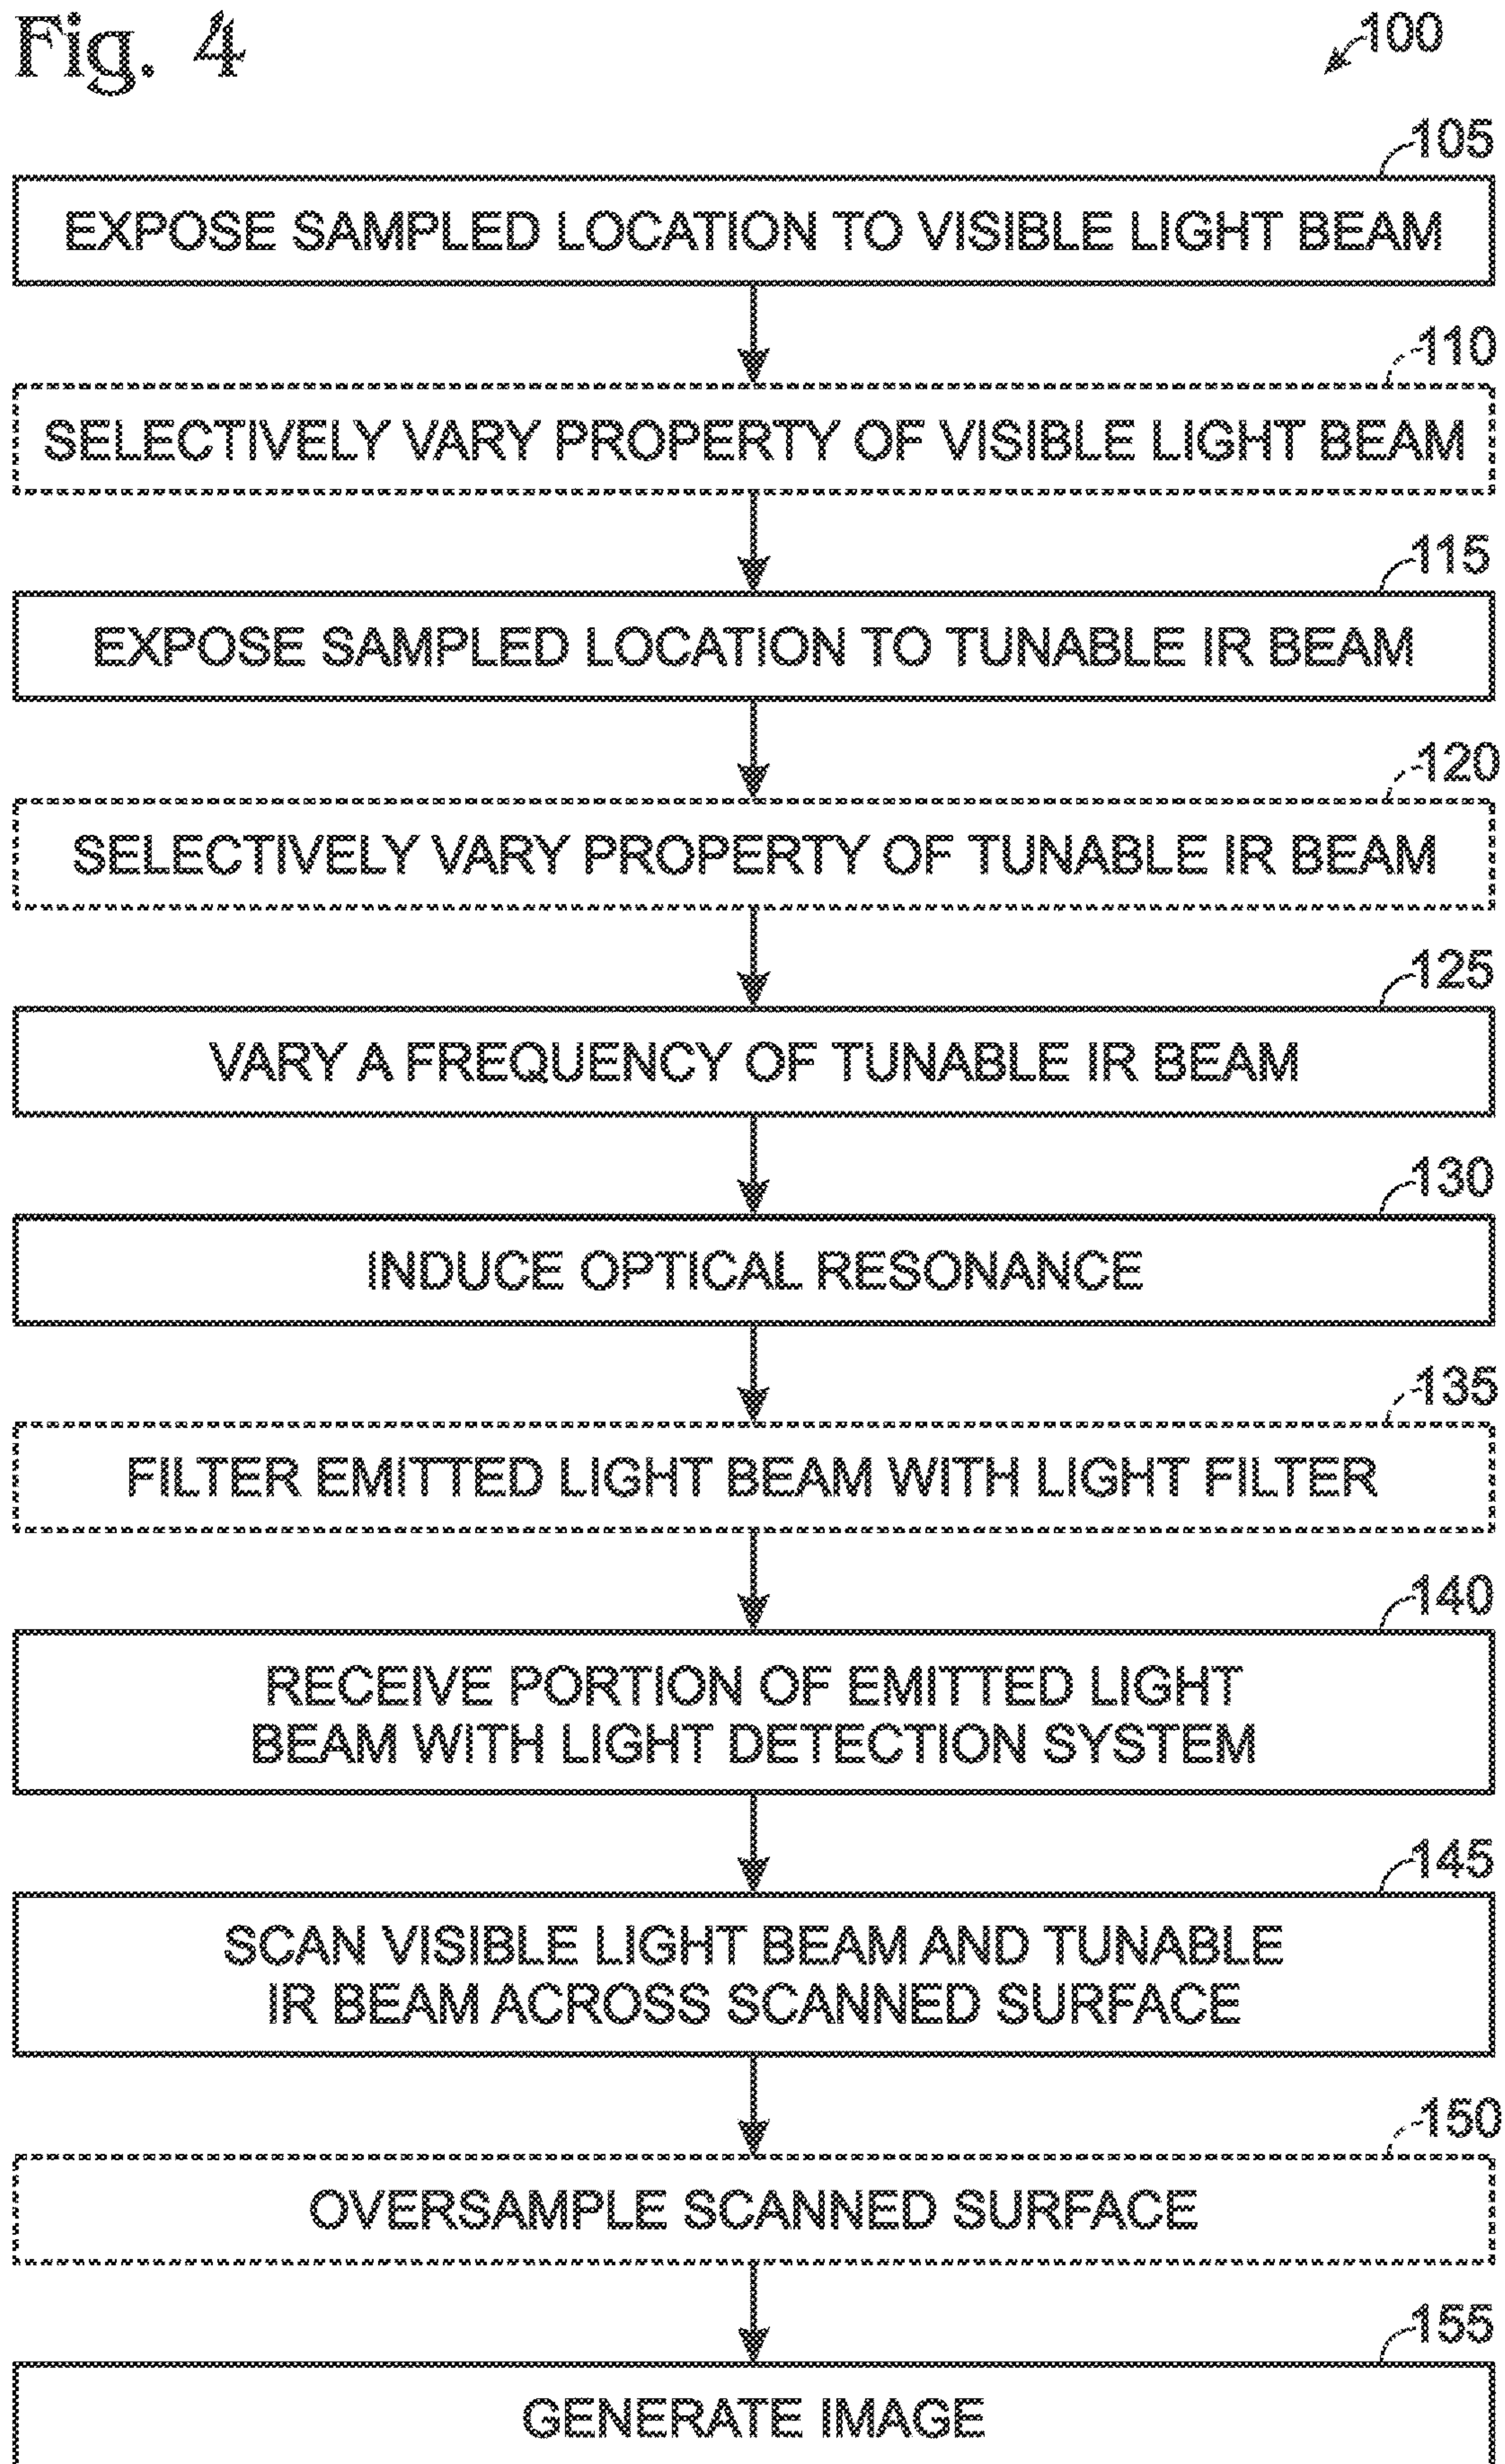 Fig. 4
100
105
EXPOSE SAMPLED LOCATION TO VISIBLE LIGHT BEAM
110
SELECTIVELY VARY PROPERTY OF VISIBLE LIGHT BEAM
115
EXPOSE SAMPLED LOCATION TO TUNABLE IR BEAM
120
SELECTIVELY VARY PROPERTY OF TUNABLE IR BEAM
125
VARY A FREQUENCY OF TUNABLE IR BEAM
130
INDUCE OPTICAL RESONANCE
135
FILTER EMITTED LIGHT BEAM WITH LIGHT FILTER
140
RECEIVE PORTION OF EMITTED LIGHT
BEAM WITH LIGHT DETECTION SYSTEM
145
SCAN VISIBLE LIGHT BEAM AND TUNABLE
IR BEAM ACROSS SCANNED SURFACE
150
OVERSAMPLE SCANNED SURFACE
155
GENERATE IMAGE